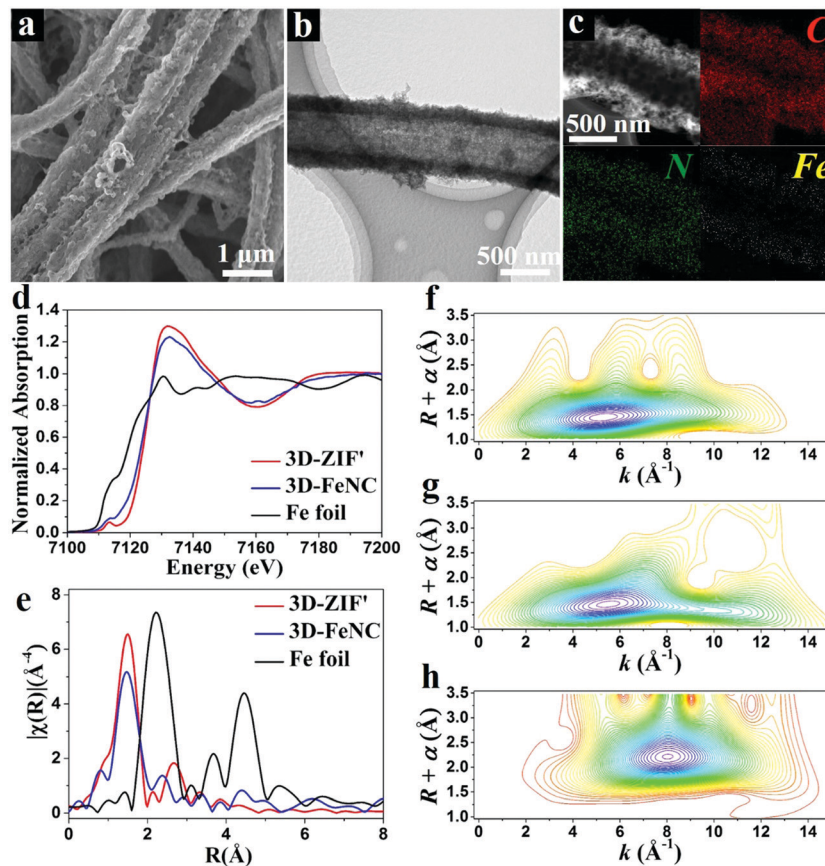 a
1 µm
b
500 nm
c
500 nm
C
N
Fe
d
Normalized Absorption
1.4
1.2
1.0
0.8
0.6
0.4
0.2
0.0
3D-ZIF'
3D-FeNC
Fe foil
7100 7120 7140 7160 7180 7200
Energy (eV)
e
|χ(R)|(Å⁻⁴)
8
6
4
2
0
3D-ZIF'
3D-FeNC
Fe foil
0 2 4 6 8
R(Å)
f
R + α (Å)
3.5
3.0
2.5
2.0
1.5
1.0
0 2 4 6 8 10 12 14
k (Å⁻¹)
g
R + α (Å)
3.5
3.0
2.5
2.0
1.5
1.0
0 2 4 6 8 10 12 14
k (Å⁻¹)
h
R + α (Å)
3.5
3.0
2.5
2.0
1.5
1.0
0 2 4 6 8 10 12 14
k (Å⁻¹)